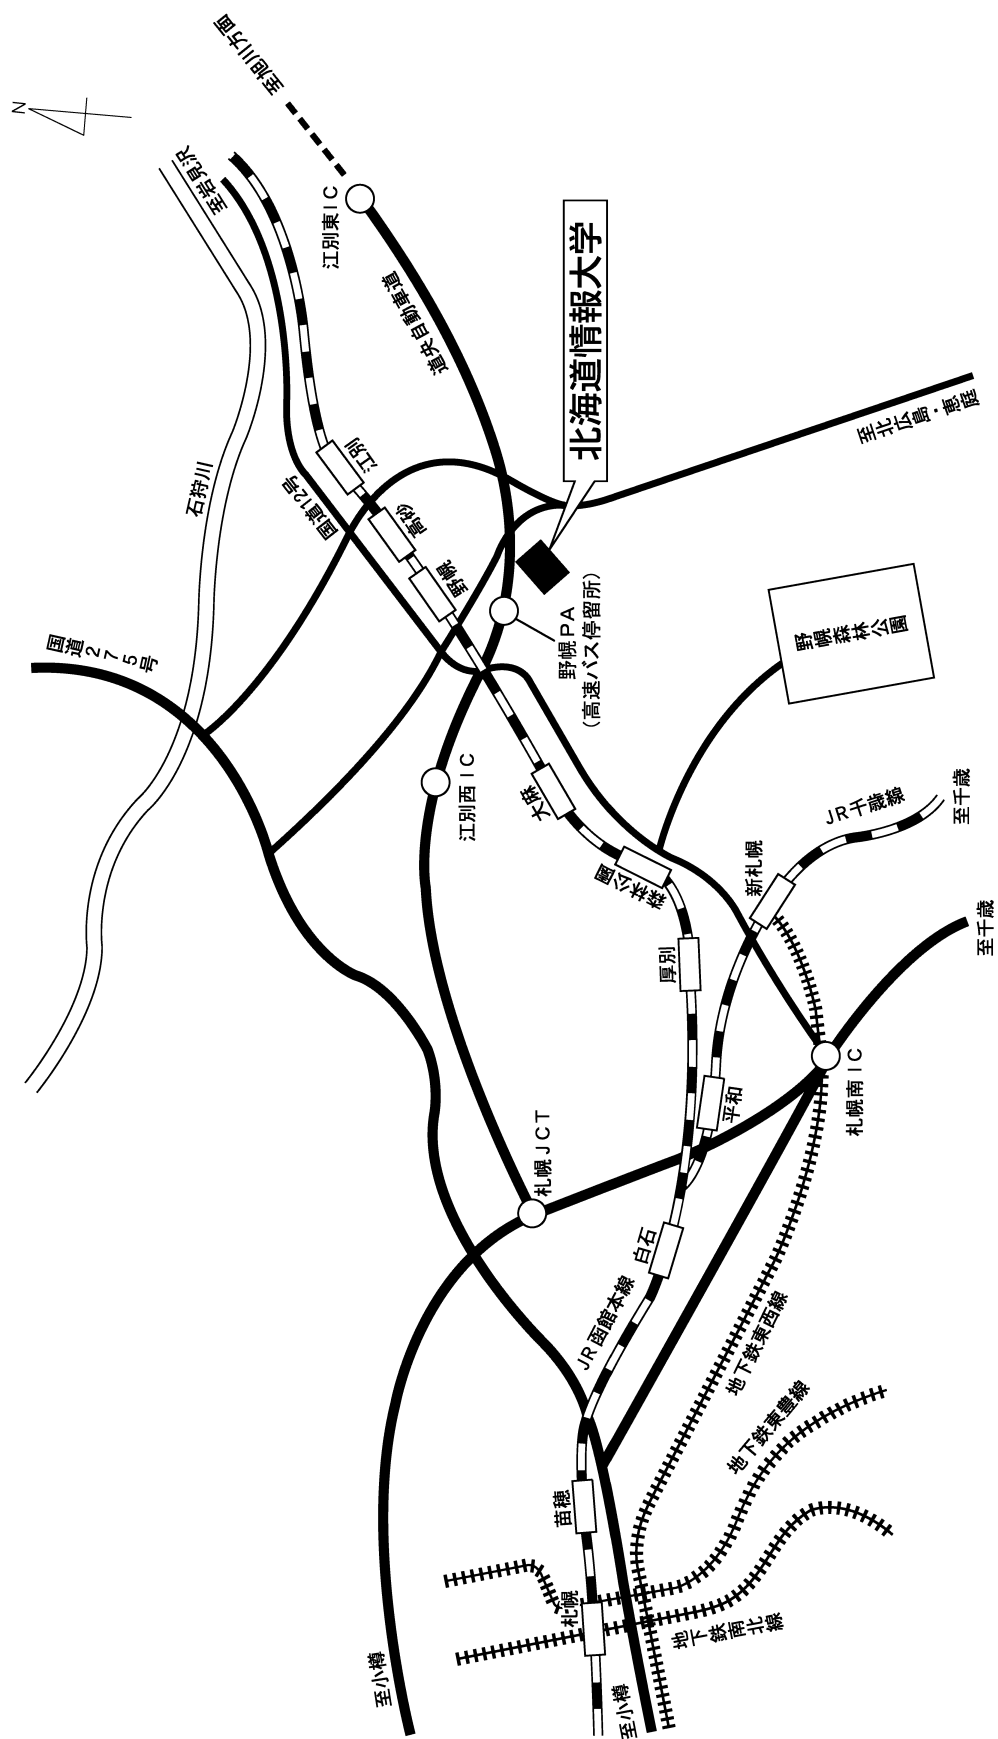 N
至旭川方面
至岩見沢
江別東IC
道央自動車道
北海道情報大学
至北広島・恵庭
石狩川
国道12号
江別
高砂
野幌
国道275号
野幌PA
（高速バス停留所）
野幌森林公園
江別西IC
大麻
森林公園
厚別
新札幌
JR千歳線
至千歳
至千歳
平和
札幌南IC
札幌JCT
白石
JR函館本線
地下鉄東西線
地下鉄東豊線
苗穂
札幌
地下鉄南北線
至小樽
至小樽